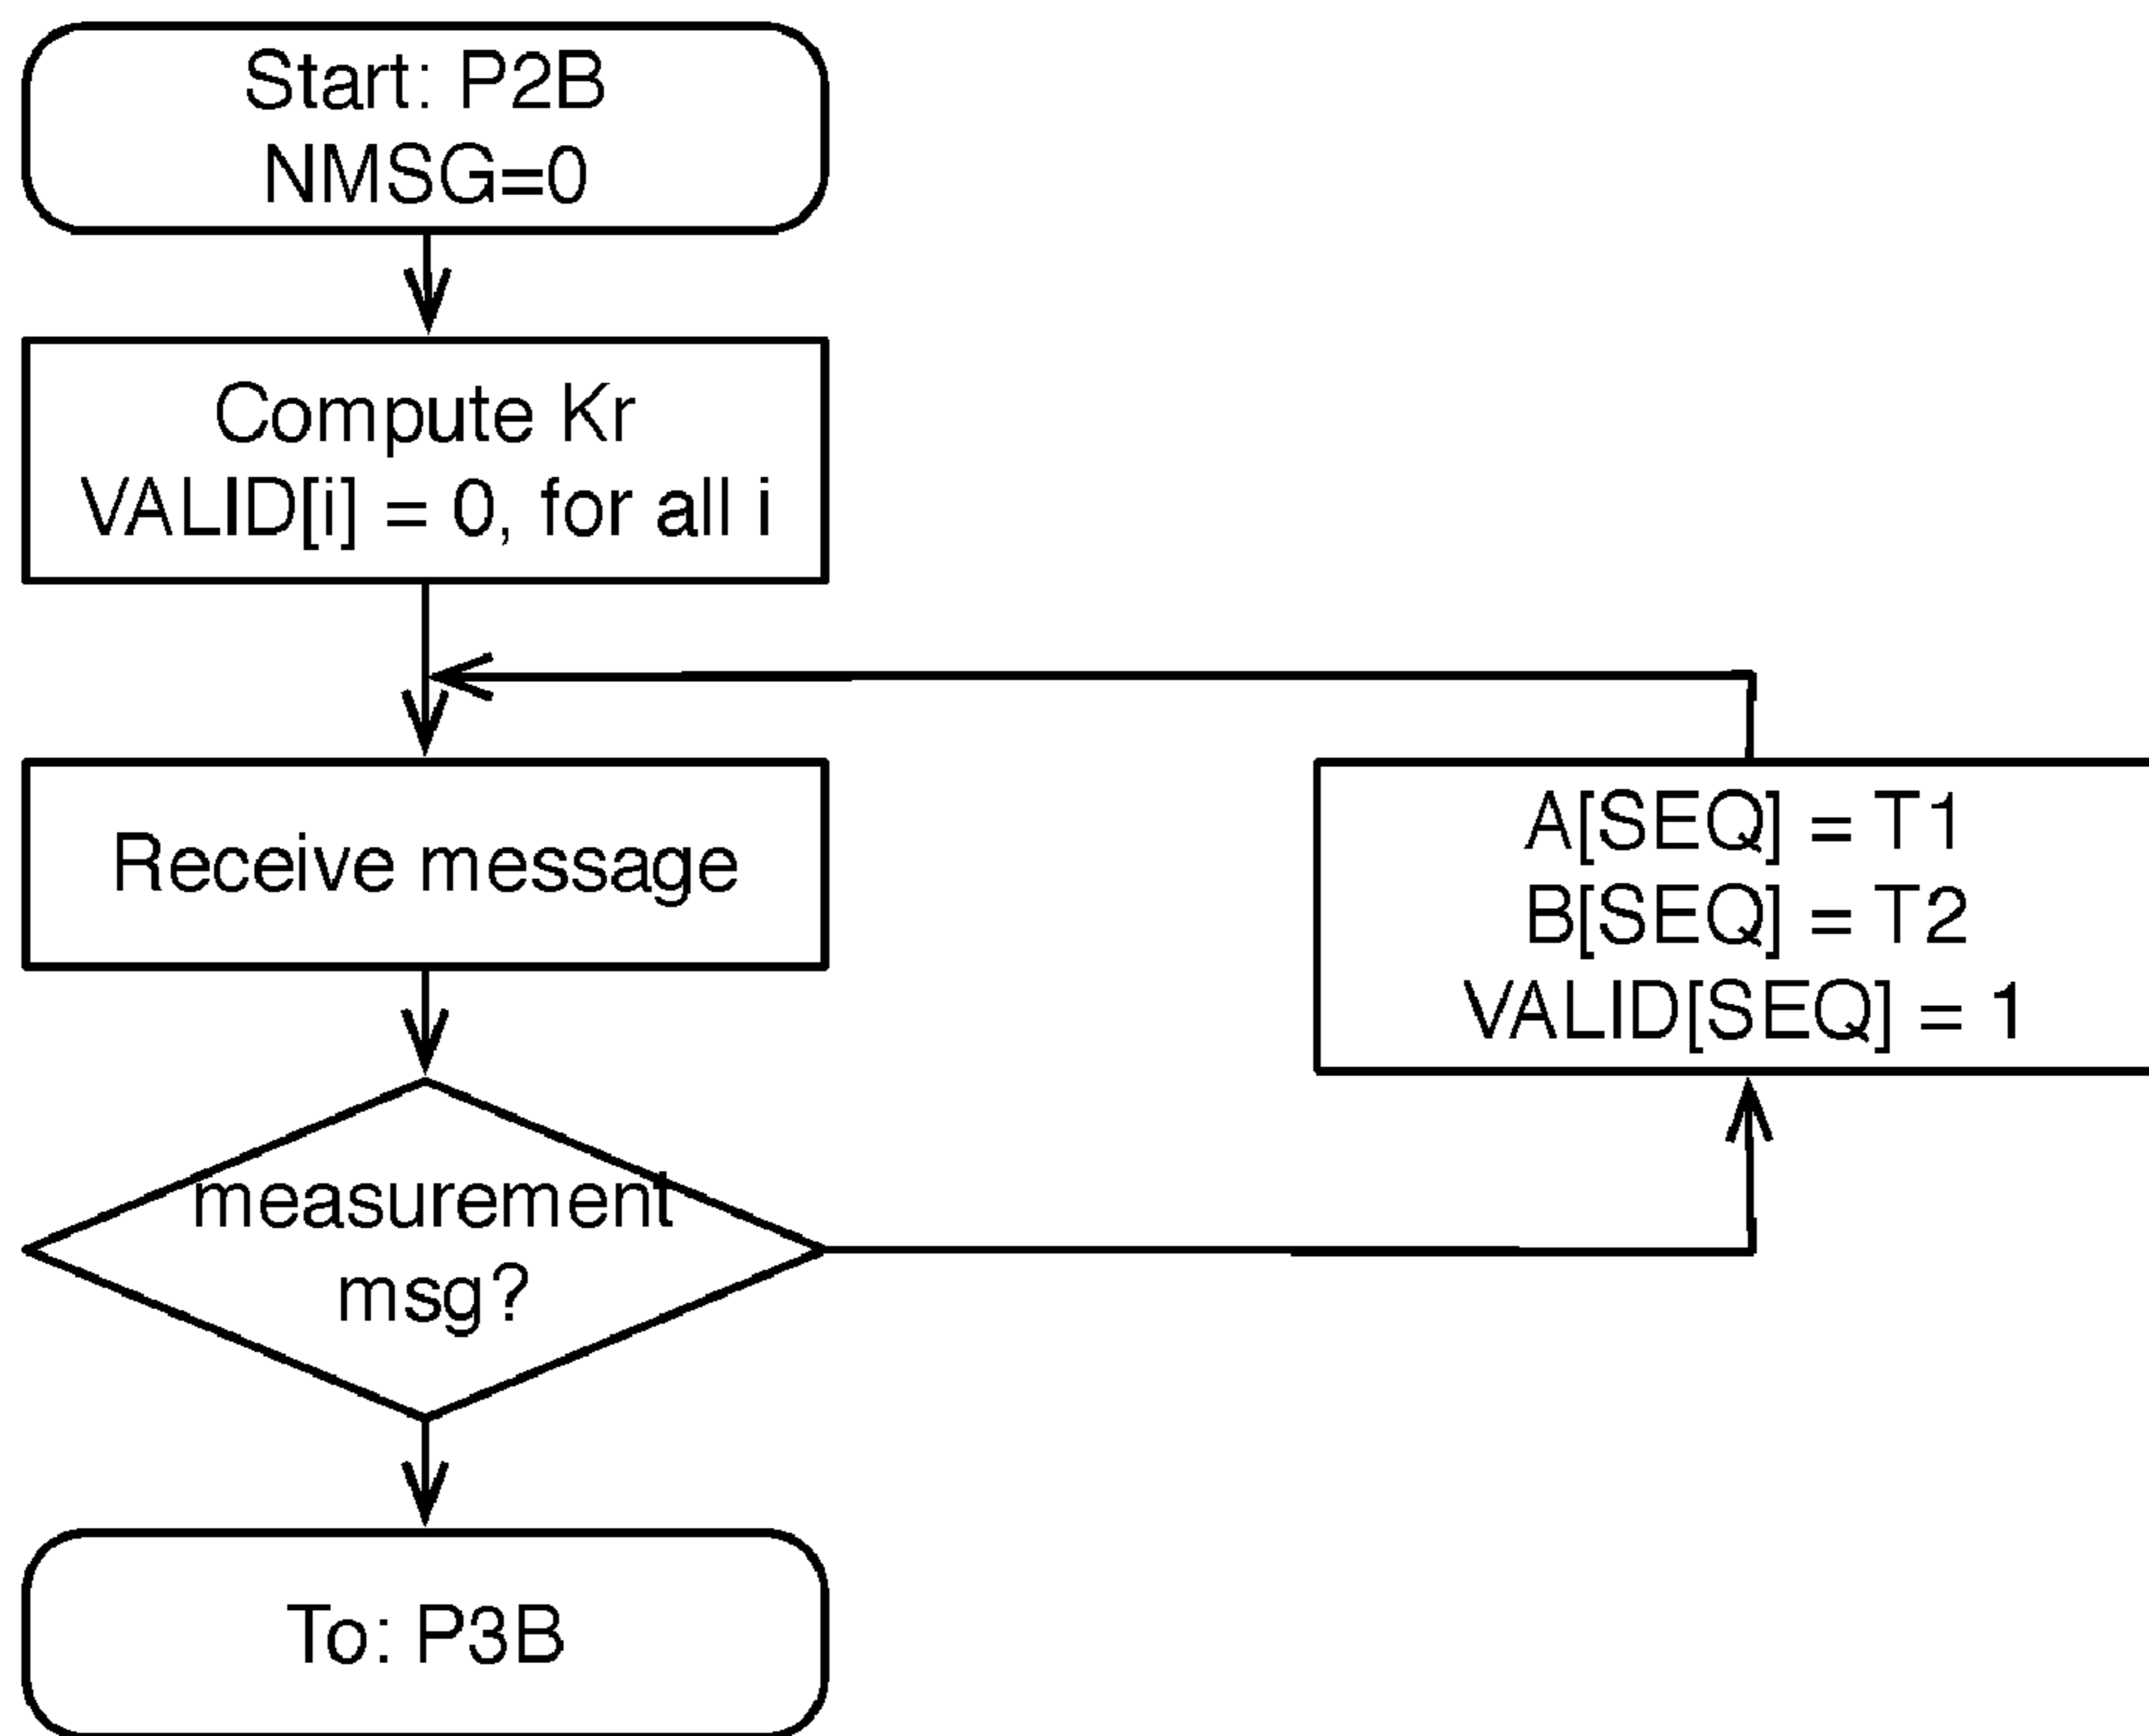 Start: P2B
NMSG=0
Compute Kr
VALID[i] = 0, for all i
Receive message
A[SEQ] = T1
B[SEQ] = T2
VALID[SEQ] = 1
measurement
msg?
To: P3B